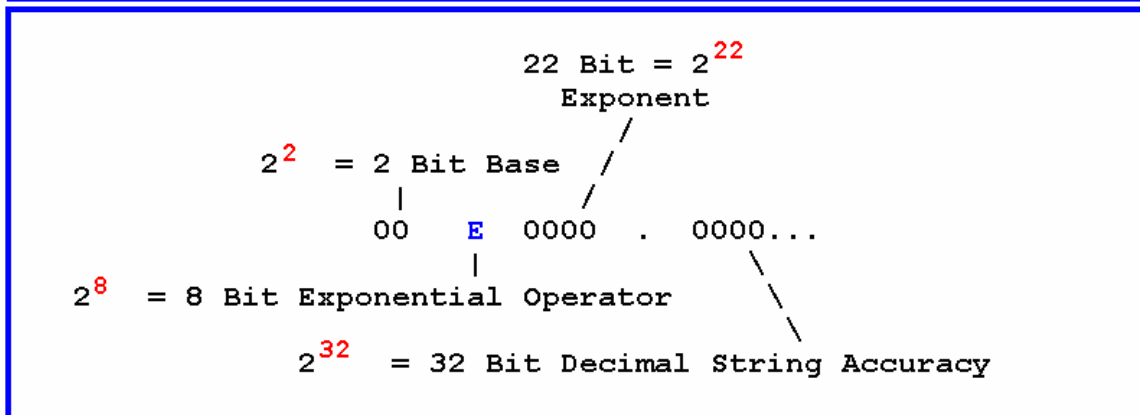 22 Bit = 2^22
Exponent
2^2 = 2 Bit Base
00 E 0000 . 0000...
2^8 = 8 Bit Exponential Operator
2^32 = 32 Bit Decimal String Accuracy